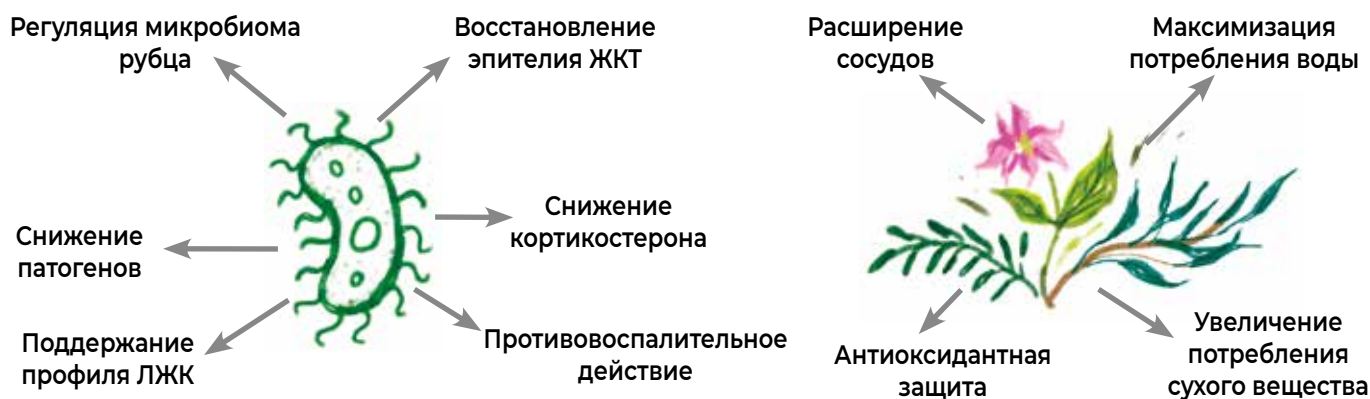 Регуляция микробиома
рубца
Восстановление
эпителия ЖКТ
Снижение
кортикостерона
Снижение
патогенов
Поддержание
профиля ЛЖК
Противовоспалительное
действие
Расширение
сосудов
Максимизация
потребления воды
Антиоксидантная
защита
Увеличение
потребления
сухого вещества